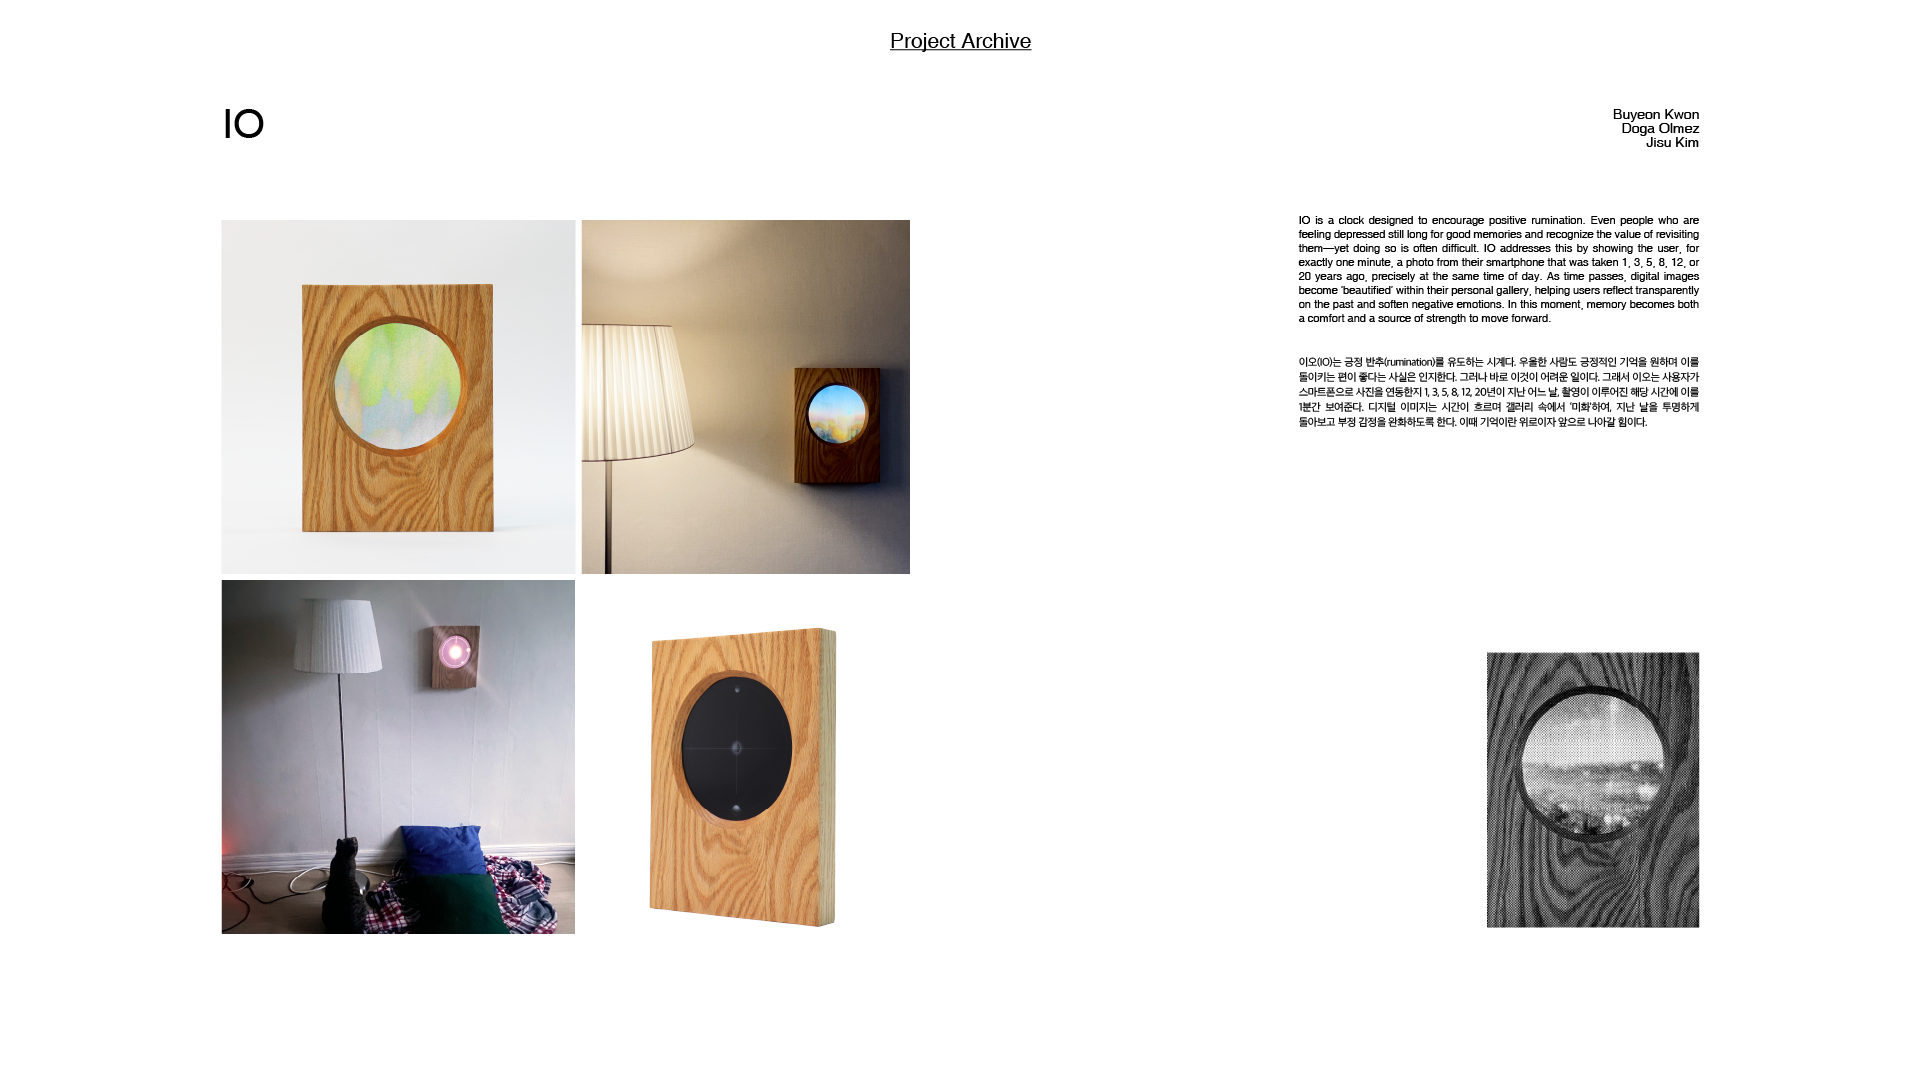 Project Archive
IO
Buyeon Kwon
Doga Olmez
Jisu Kim
IO is a clock designed to encourage positive rumination. Even people who are
feeling depressed still long for good memories and recognize the value of revisiting
them—yet doing so is often difficult. IO addresses this by showing the user, for
exactly one minute, a photo from their smartphone that was taken 1, 3, 5, 8, 12, or
20 years ago, precisely at the same time of day. As time passes, digital images
become ‘beautified’ within their personal gallery, helping users reflect transparently
on the past and soften negative emotions. In this moment, memory becomes both
a comfort and a source of strength to move forward.
이오(IO)는 긍정 반추(rumination)를 유도하는 시계다. 우울한 사람도 긍정적인 기억을 원하며 이를
돌이키는 편이 좋다는 사실은 인지한다. 그러나 바로 이것이 어려운 일이다. 그래서 이오는 사용자가
스마트폰으로 사진을 연동한지 1, 3, 5, 8, 12, 20년이 지난 어느 날, 촬영이 이루어진 해당 시간에 이를
1분간 보여준다. 디지털 이미지는 시간이 흐르며 갤러리 속에서 ‘미화’하여, 지난 날을 투명하게
돌아보고 부정 감정을 완화하도록 한다. 이때 기억이란 위로이자 앞으로 나아갈 힘이다.